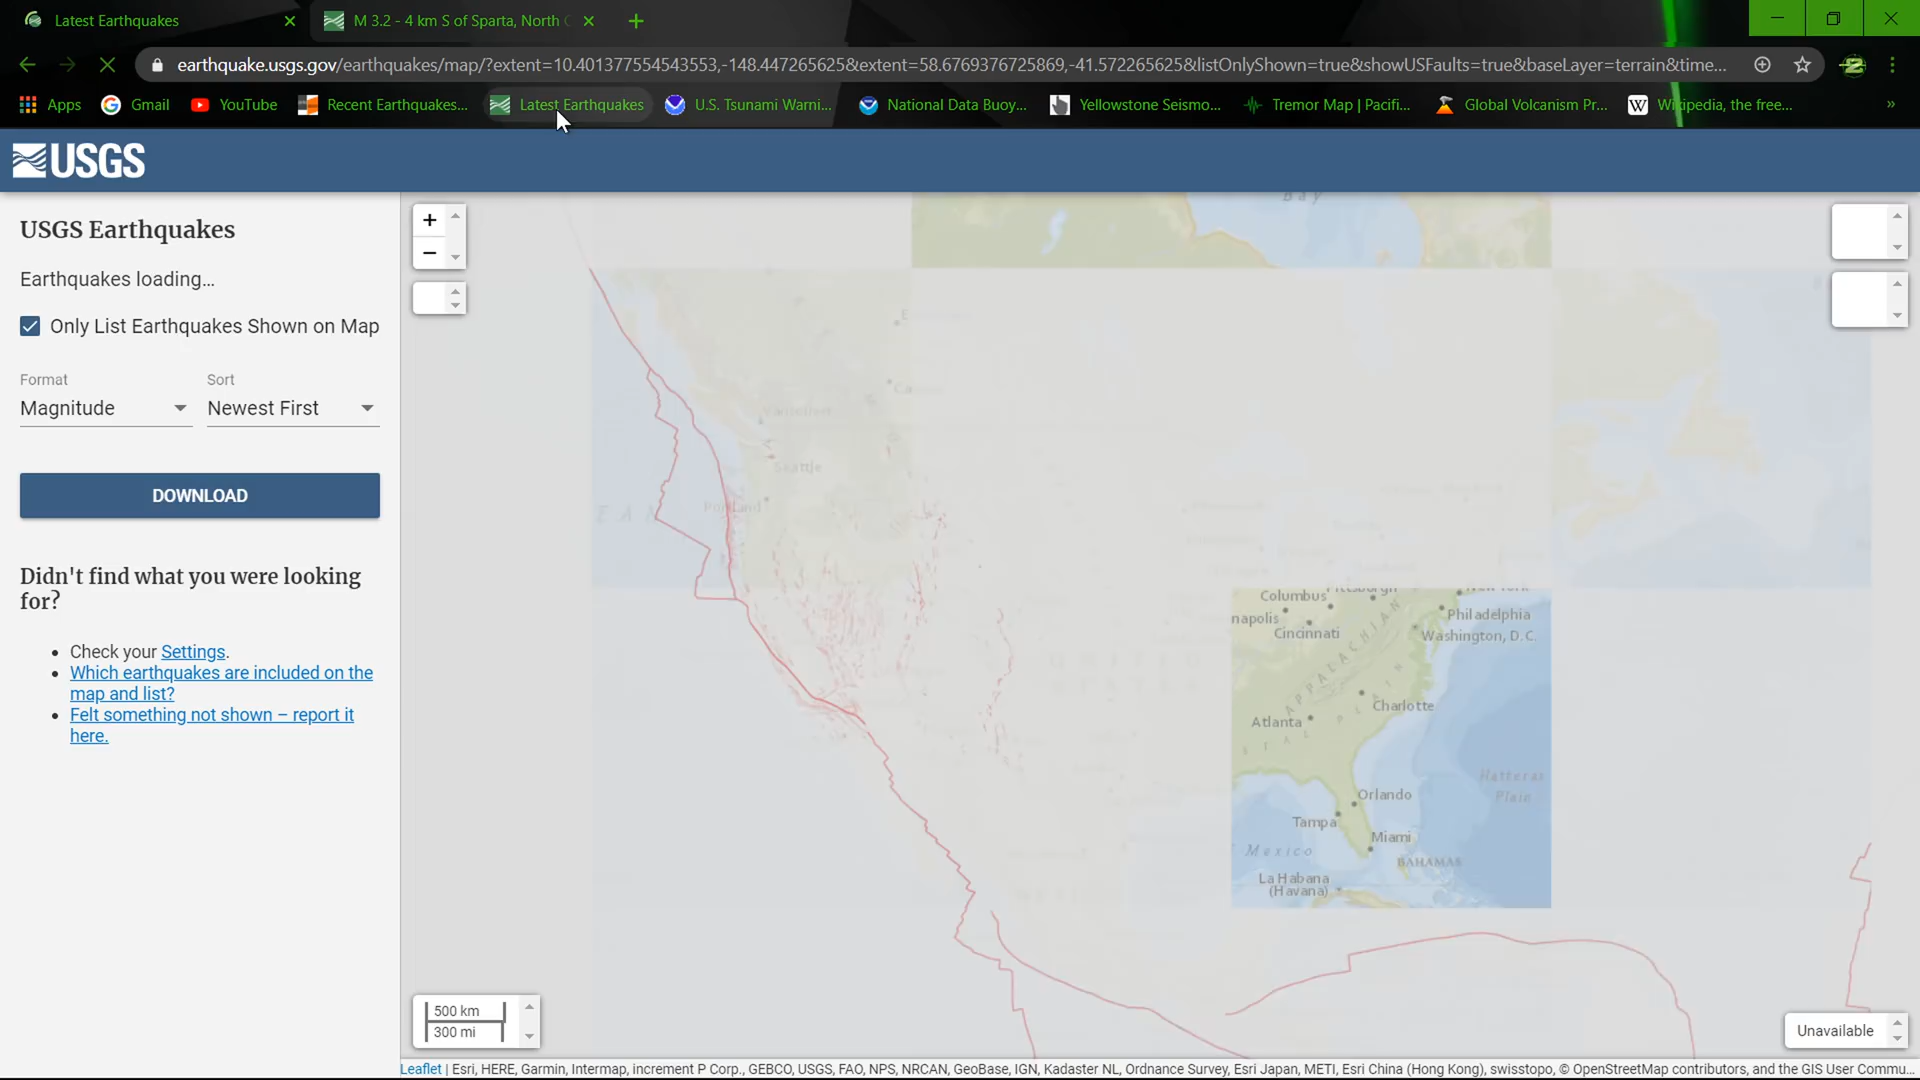 Latest Earthquakes
M 3.2 - 4 km S of Sparta, North
earthquake.usgs.gov/earthquakes/map/?extent=10.401377554543553,-148.447265625&extent=58.6769376725869,-41.572265625&listOnlyShown=true&showUSFaults=true&baseLayer=terrain&time...
Apps
Gmail
YouTube
Recent Earthquakes...
Latest Earthquakes
U.S. Tsunami Warni...
National Data Buoy...
Yellowstone Seismo...
Tremor Map | Pacifi...
Global Volcanism Pr...
W
Wikipedia, the free...
»
USGS
USGS Earthquakes
Earthquakes loading...
Only List Earthquakes Shown on Map
Format
Sort
Magnitude
Newest First
DOWNLOAD
Didn't find what you were looking
for?
Check your Settings.
Which earthquakes are included on the
map and list?
Felt something not shown – report it
here.
+
−
Bay
Vancouver
Seattle
Portland
Columbus
Pittsburgh
New York
napolis
Philadelphia
Cincinnati
Washington, D.C.
APPALACHIAN
Charlotte
Atlanta
Hatteras
Plain
Orlando
Tampa
Miami
Mexico
BAHAMAS
La Habana
(Havana)
500 km
300 mi
Unavailable
Leaflet | Esri, HERE, Garmin, Intermap, increment P Corp., GEBCO, USGS, FAO, NPS, NRCAN, GeoBase, IGN, Kadaster NL, Ordnance Survey, Esri Japan, METI, Esri China (Hong Kong), swisstopo, © OpenStreetMap contributors, and the GIS User Commu...